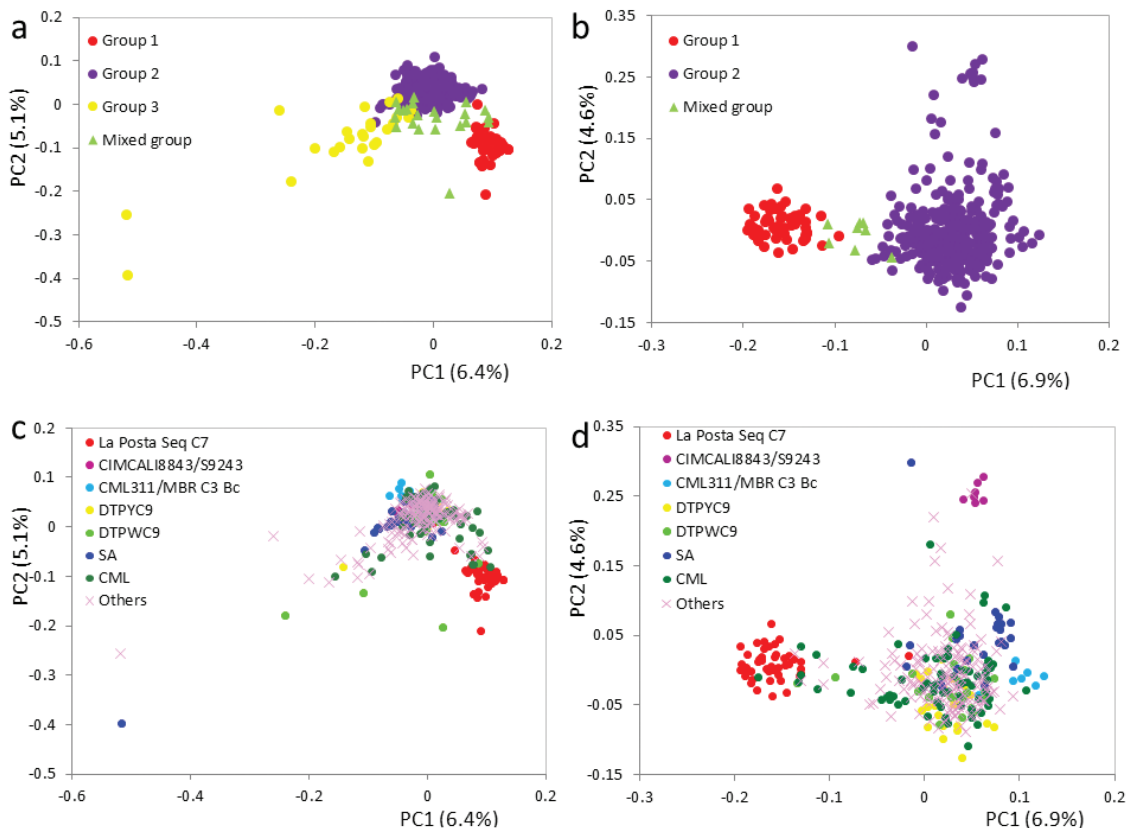 a
0.2
0.1
0
-0.1
-0.2
-0.3
-0.4
-0.5
PC2 (5.1%)
Group 1
Group 2
Group 3
Mixed group
-0.6
-0.4
-0.2
0
0.2
PC1 (6.4%)
b
0.35
0.25
0.15
0.05
-0.05
-0.15
PC2 (4.6%)
Group 1
Group 2
Mixed group
-0.3
-0.2
-0.1
0
0.1
0.2
PC1 (6.9%)
c
0.2
0.1
0
-0.1
-0.2
-0.3
-0.4
-0.5
PC2 (5.1%)
La Posta Seq C7
CIMCALI8843/S9243
CML311/MBR C3 Bc
DTPYC9
DTPWC9
SA
CML
Others
-0.6
-0.4
-0.2
0
0.2
PC1 (6.4%)
d
0.35
0.25
0.15
0.05
-0.05
-0.15
PC2 (4.6%)
La Posta Seq C7
CIMCALI8843/S9243
CML311/MBR C3 Bc
DTPYC9
DTPWC9
SA
CML
Others
-0.3
-0.2
-0.1
0
0.1
0.2
PC1 (6.9%)